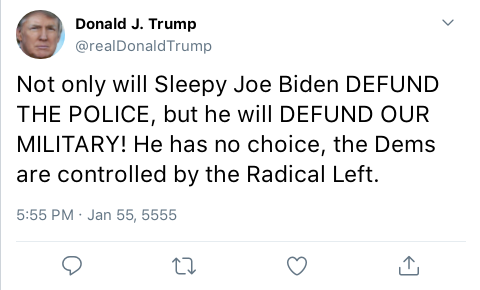 Donald J. Trump
@realDonaldTrump
Not only will Sleepy Joe Biden DEFUND
THE POLICE, but he will DEFUND OUR
MILITARY! He has no choice, the Dems
are controlled by the Radical Left.
5:55 PM · Jan 55, 5555